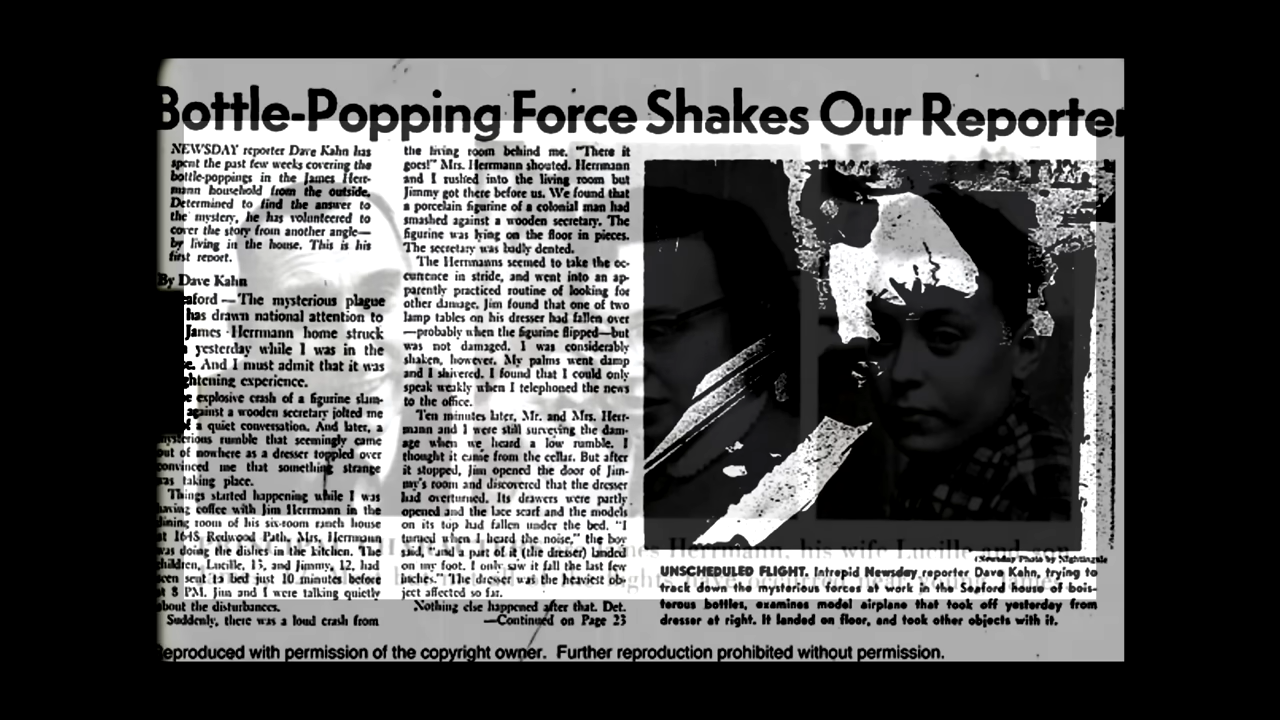 Bottle-Popping Force Shakes Our Reporter
NEWSDAY reporter Dave Kahn has
spent the past few weeks covering the
bottle-poppings in the James Herr-
mann household from the outside.
Determined to find the answer to
the mystery, he has volunteered to
cover the story from another angle—
by living in the house. This is his
first report.
By Dave Kahn
aford — The mysterious plague
has drawn national attention to
James Herrmann home struck
yesterday while I was in the
e. And I must admit that it was
ghtening experience.
e explosive crash of a figurine slam-
against a wooden secretary jolted me
f a quiet conversation. And later, a
mysterious rumble that seemingly came
out of nowhere as a dresser toppled over
convinced me that something strange
was taking place.
Things started happening while I was
having coffee with Jim Herrmann in the
dining room of his six-room ranch house
at 1648 Redwood Path. Mrs. Herrmann
was doing the dishes in the kitchen. The
children, Lucille, 13, and Jimmy, 12, had
been sent to bed just 10 minutes before
at 8 PM. Jim and I were talking quietly
about the disturbances.
Suddenly, there was a loud crash from
the living room behind me. "There it
goes!" Mrs. Herrmann shouted. Herrmann
and I rushed into the living room but
Jimmy got there before us. We found that
a porcelain figurine of a colonial man had
smashed against a wooden secretary. The
figurine was lying on the floor in pieces.
The secretary was badly dented.
The Herrmanns seemed to take the oc-
currence in stride, and went into an ap-
parently practiced routine of looking for
other damage. Jim found that one of two
lamp tables on his dresser had fallen over
—probably when the figurine flipped—but
was not damaged. I was considerably
shaken, however. My palms went damp
and I shivered. I found that I could only
speak weakly when I telephoned the news
to the office.
Ten minutes later, Mr. and Mrs. Herr-
mann and I were still surveying the dam-
age when we heard a low rumble. I
thought it came from the cellar. But after
it stopped, Jim opened the door of Jim-
my's room and discovered that the dresser
had overturned. Its drawers were partly
opened and the lace scarf and the models
on its top had fallen under the bed. "I
turned when I heard the noise," the boy
said, "and a part of it (the dresser) landed
on my foot. I only saw it fall the last few
inches." The dresser was the heaviest ob-
ject affected so far.
Nothing else happened after that. Det.
—Continued on Page 23
(Newsday Photo by Nightingale
UNSCHEDULED FLIGHT. Intrepid Newsday reporter Dave Kahn, trying to
track down the mysterious forces at work in the Seaford house of bois-
terous bottles, examines model airplane that took off yesterday from
dresser at right. It landed on floor, and took other objects with it.
Herrmann, his wife Lucille and son
have occurred near
Reproduced with permission of the copyright owner. Further reproduction prohibited without permission.